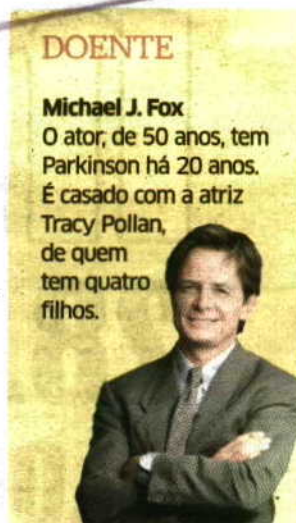 DOENTE
Michael J. Fox
O ator, de 50 anos, tem
Parkinson há 20 anos.
É casado com a atriz
Tracy Pollan,
de quem
tem quatro
filhos.